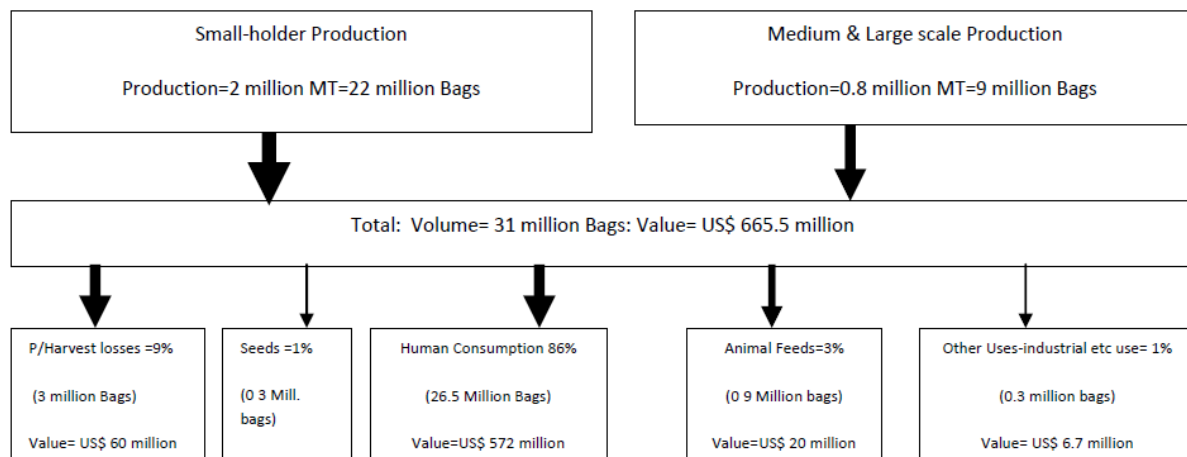 Small-holder Production
Production=2 million MT=22 million Bags
Medium & Large scale Production
Production=0.8 million MT=9 million Bags
Total: Volume= 31 million Bags: Value= US$ 665.5 million
P/Harvest losses =9%
(3 million Bags)
Value= US$ 60 million
Seeds =1%
(0 3 Mill.
bags)
Human Consumption 86%
(26.5 Million Bags)
Value=US$ 572 million
Animal Feeds=3%
(0 9 Million bags)
Value=US$ 20 million
Other Uses-industrial etc use= 1%
(0.3 million bags)
Value= US$ 6.7 million